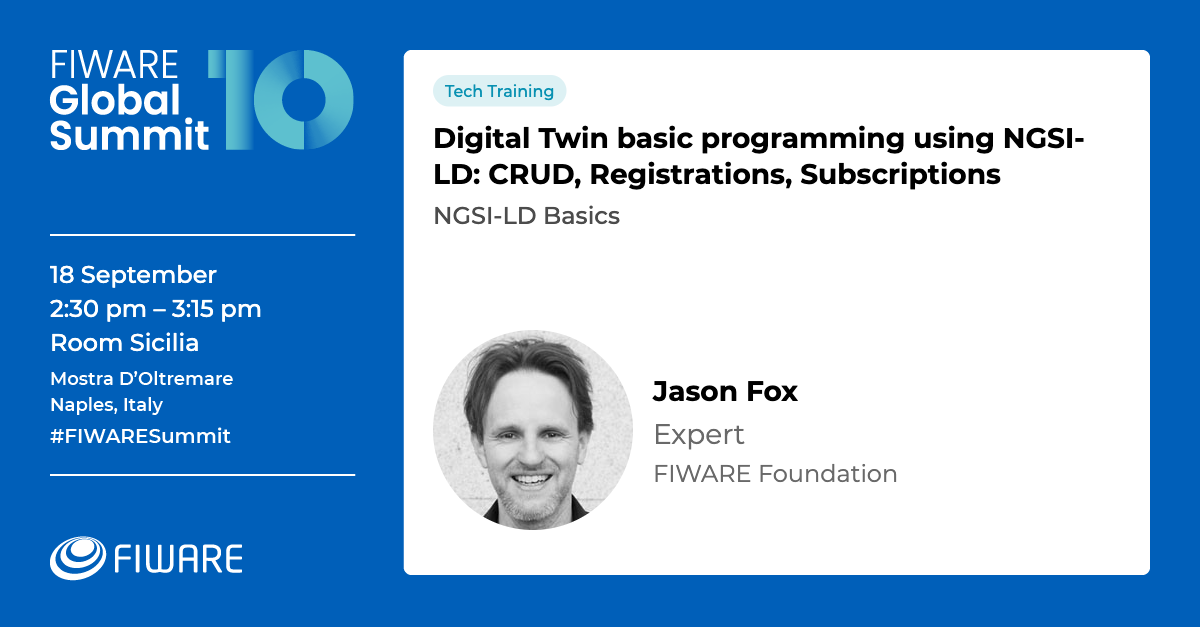 FIWARE
Global
Summit
10
18 September
2:30 pm – 3:15 pm
Room Sicilia
Mostra D’Oltremare
Naples, Italy
#FIWARESummit
FIWARE
Tech Training
Digital Twin basic programming using NGSI-
LD: CRUD, Registrations, Subscriptions
NGSI-LD Basics
Jason Fox
Expert
FIWARE Foundation